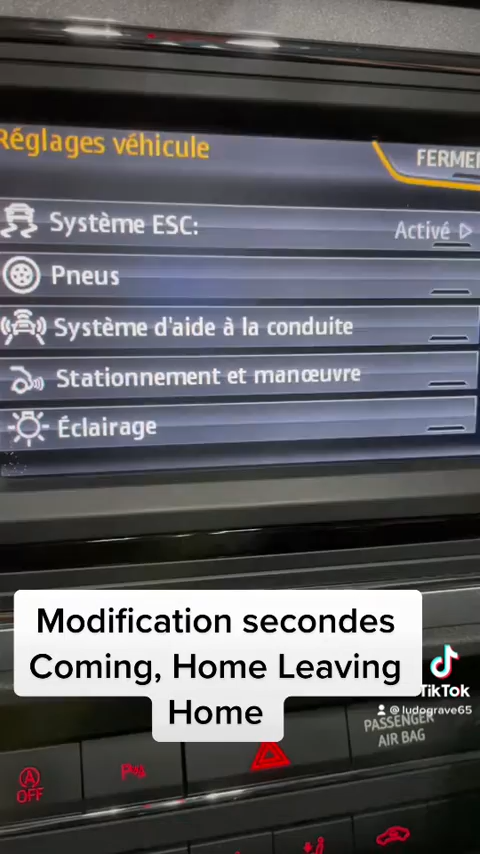 Réglages véhicule
FERMER
Système ESC:
Activé
Pneus
Système d'aide à la conduite
Stationnement et manœuvre
Éclairage
Modification secondes
Coming, Home Leaving
Home
TikTok
@ludograve65
PASSENGER
AIR BAG
A
OFF